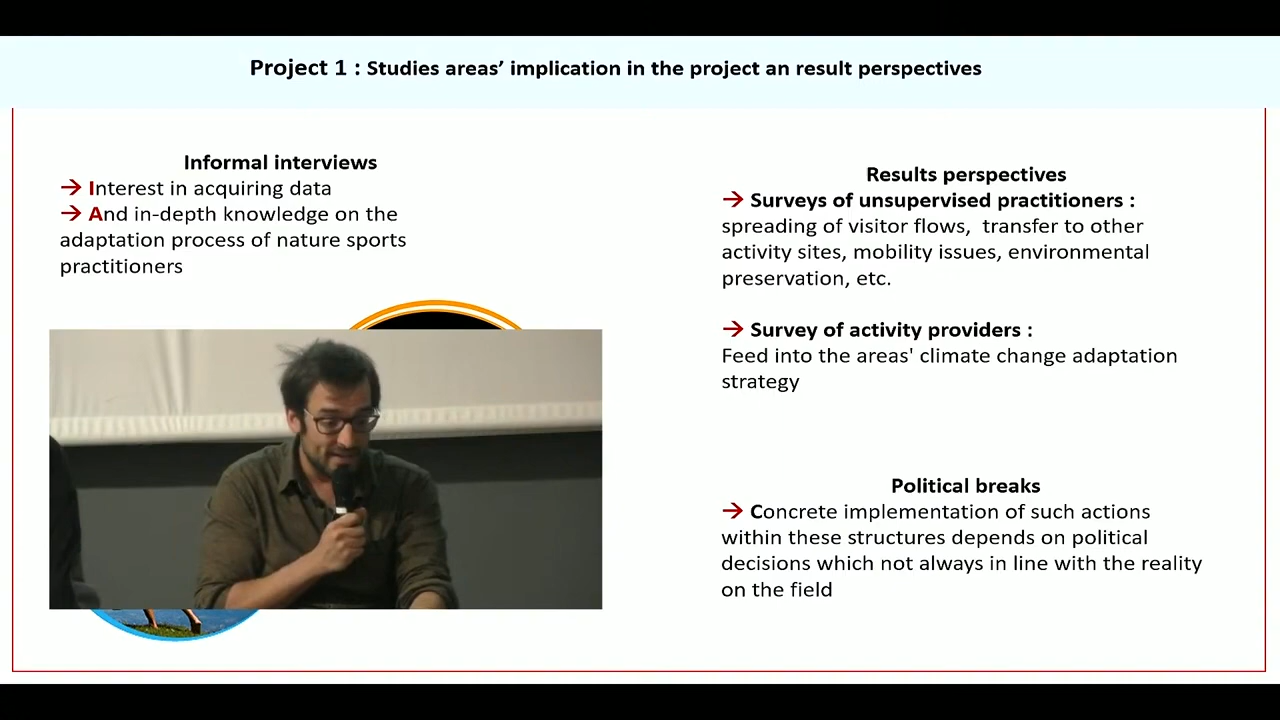 Project 1 : Studies areas’ implication in the project an result perspectives
Informal interviews
→ Interest in acquiring data
→ And in-depth knowledge on the
adaptation process of nature sports
practitioners
Results perspectives
→ Surveys of unsupervised practitioners :
spreading of visitor flows, transfer to other
activity sites, mobility issues, environmental
preservation, etc.
→ Survey of activity providers :
Feed into the areas' climate change adaptation
strategy
Political breaks
→ Concrete implementation of such actions
within these structures depends on political
decisions which not always in line with the reality
on the field